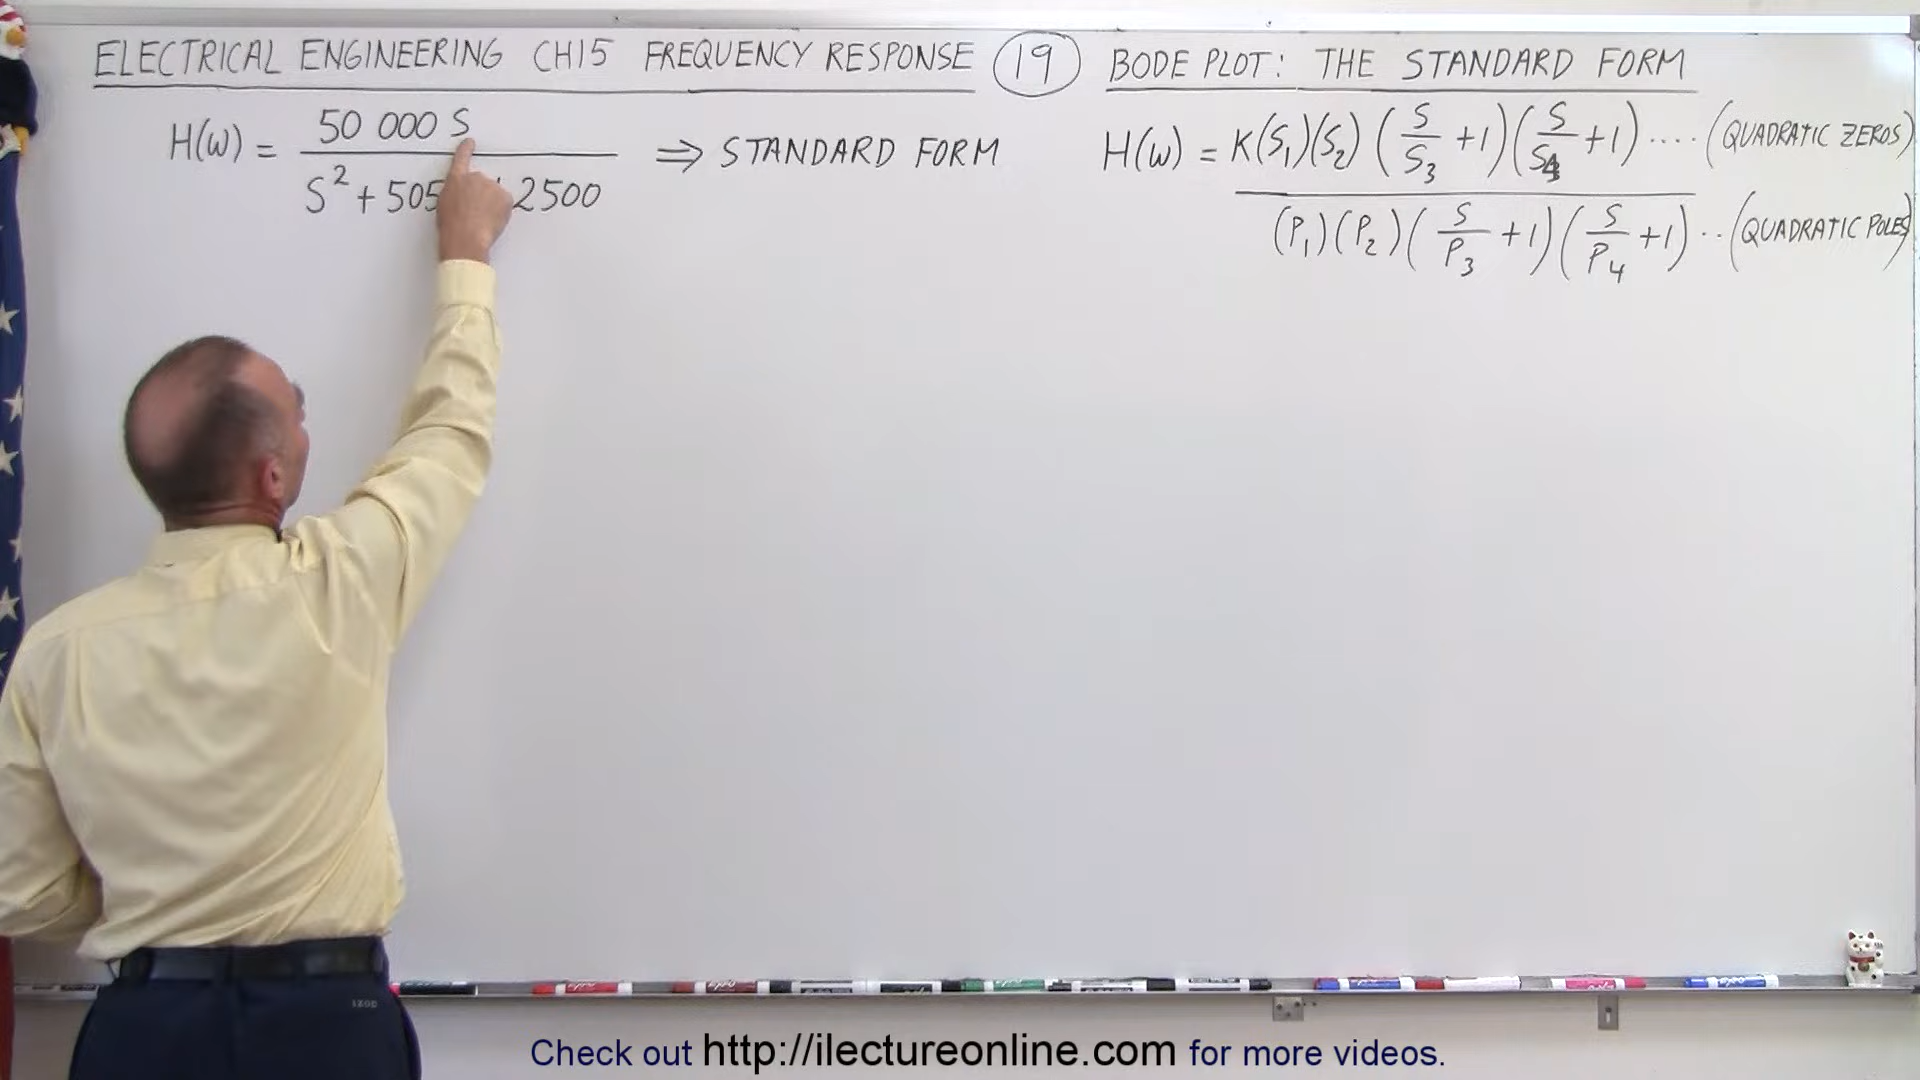 ELECTRICAL ENGINEERING CH15 FREQUENCY RESPONSE 19 BODE PLOT: THE STANDARD FORM
H(ω) = 50 000 S / S² + 505 2500 ⇒ STANDARD FORM
H(ω) = K(S₁)(S₂)(S/S₃ + 1)(S/S₄ + 1) .... (QUADRATIC ZEROS)
(P₁)(P₂)(S/P₃ + 1)(S/P₄ + 1) .. (QUADRATIC POLES)
IZOD
Check out http://ilectureonline.com for more videos.